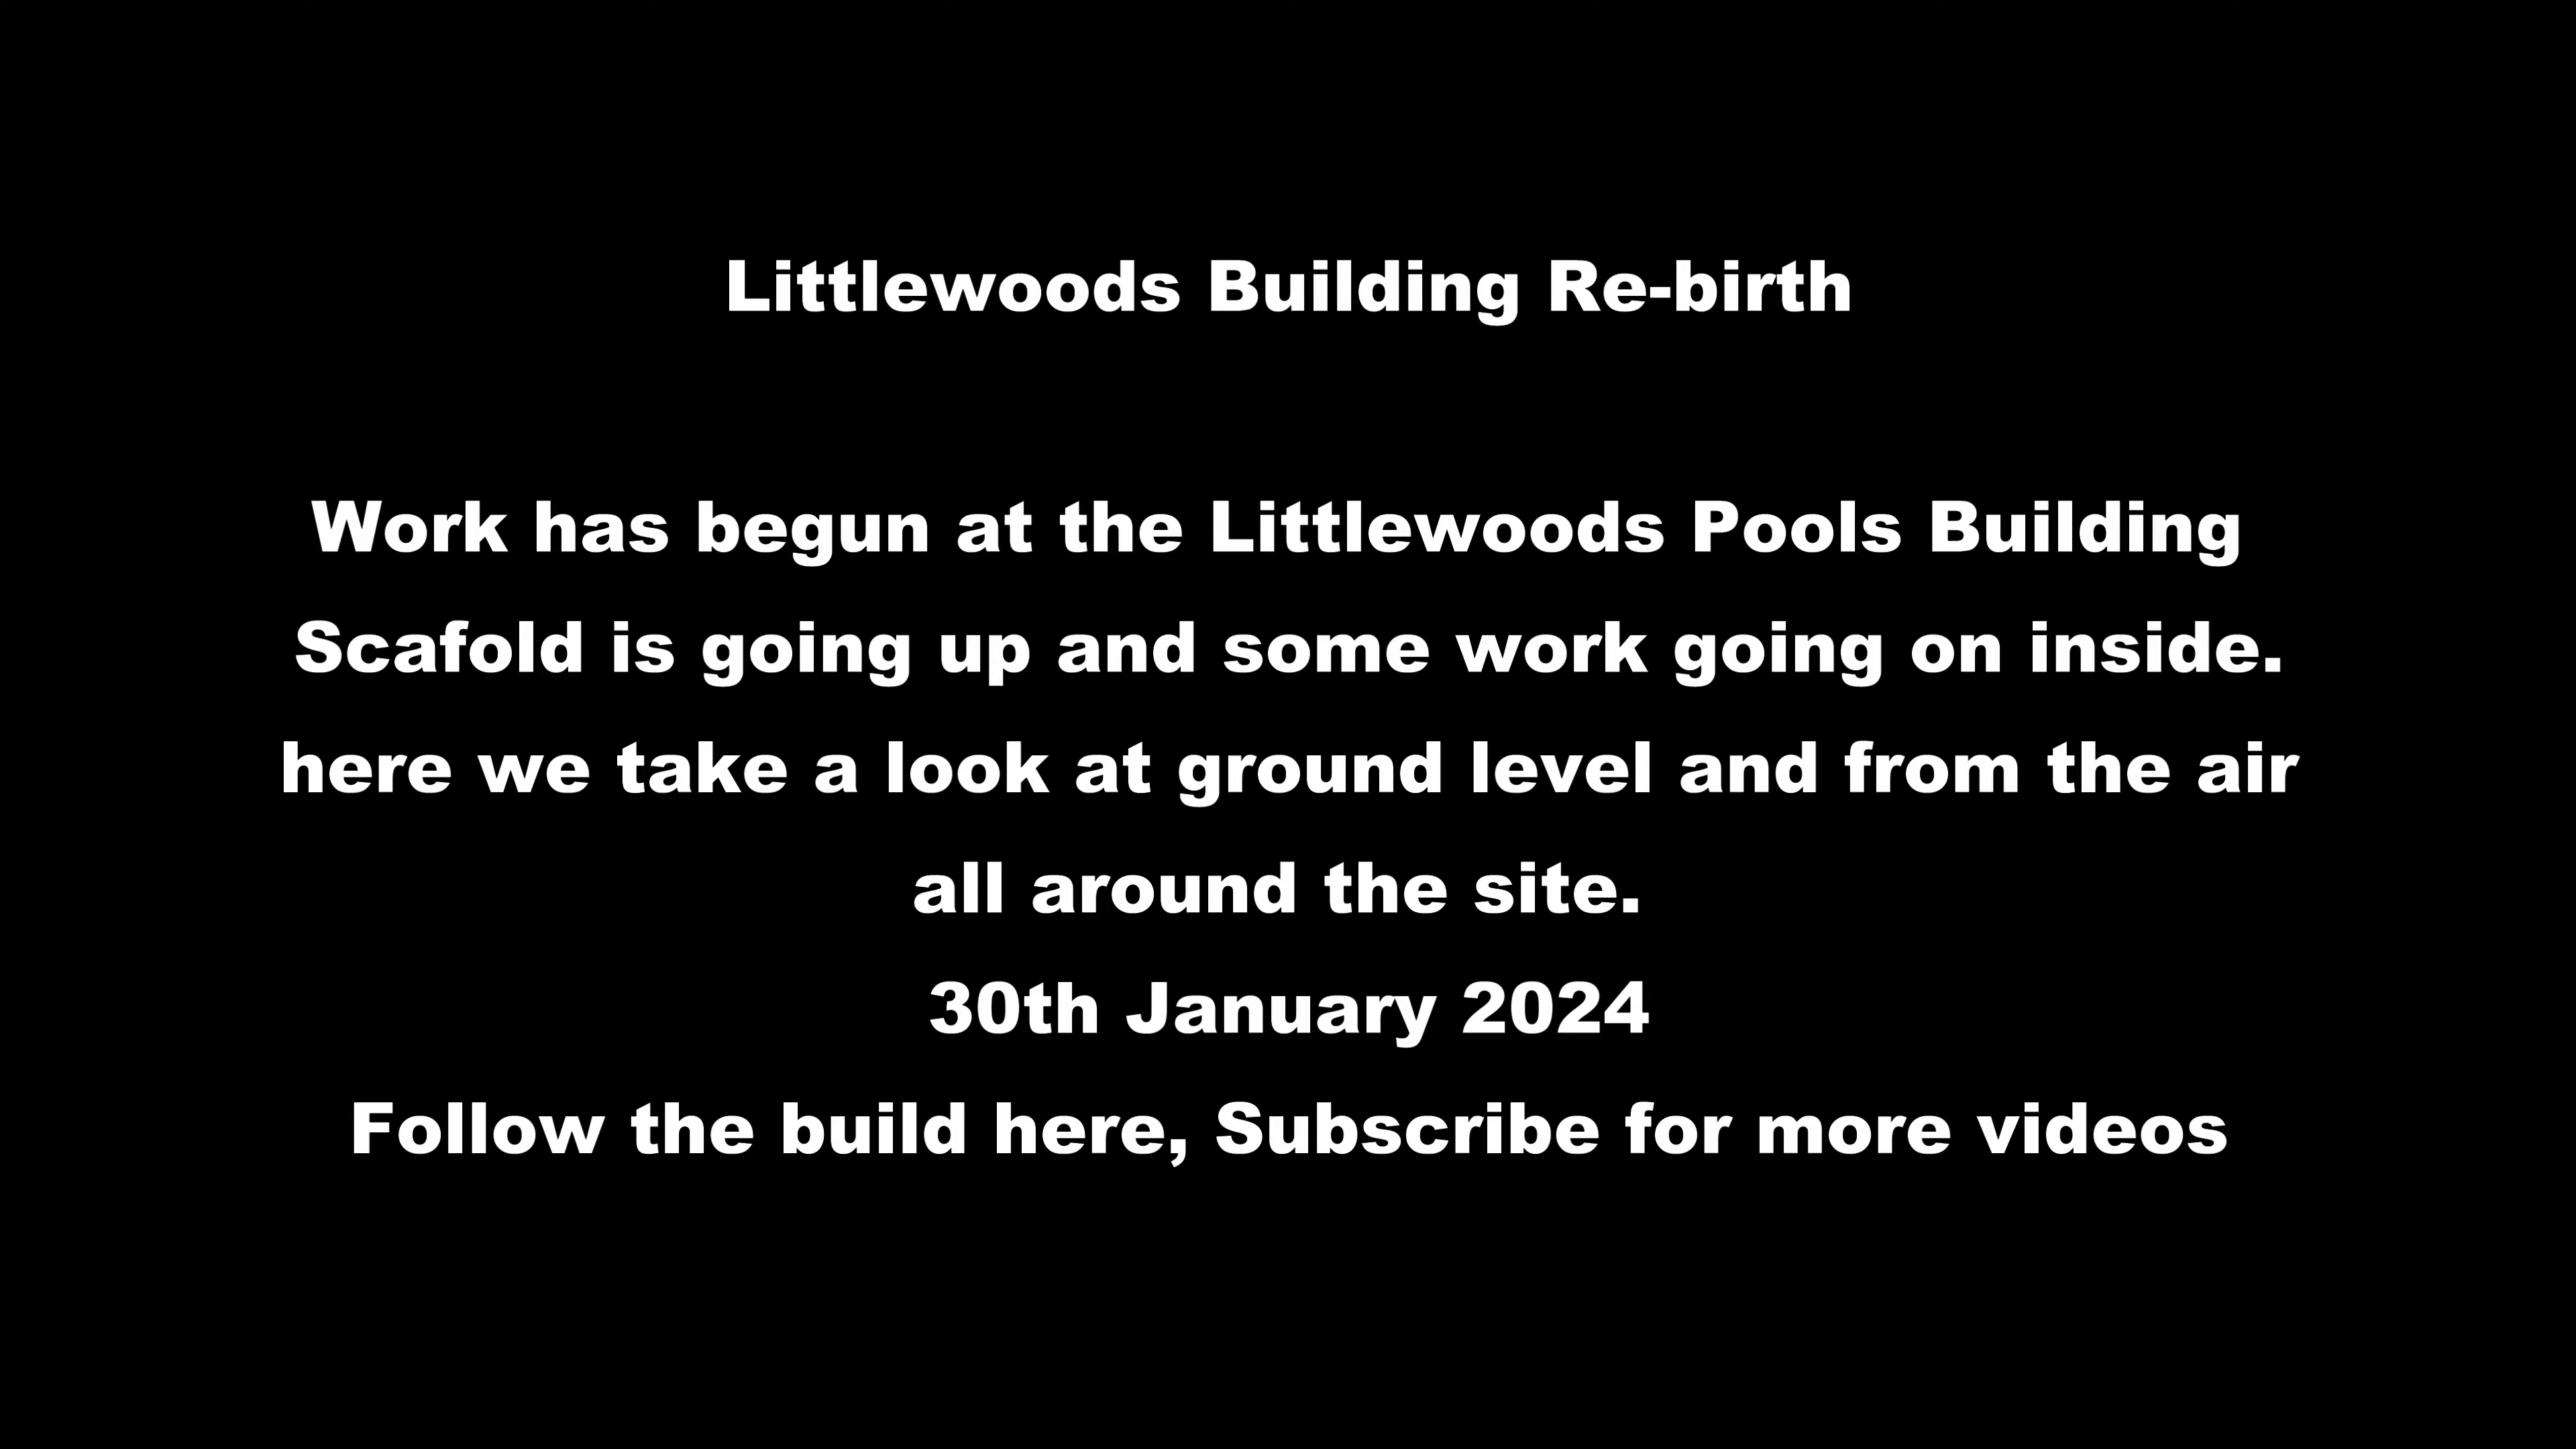 Littlewoods Building Re-birth
Work has begun at the Littlewoods Pools Building
Scafold is going up and some work going on inside.
here we take a look at ground level and from the air
all around the site.
30th January 2024
Follow the build here, Subscribe for more videos